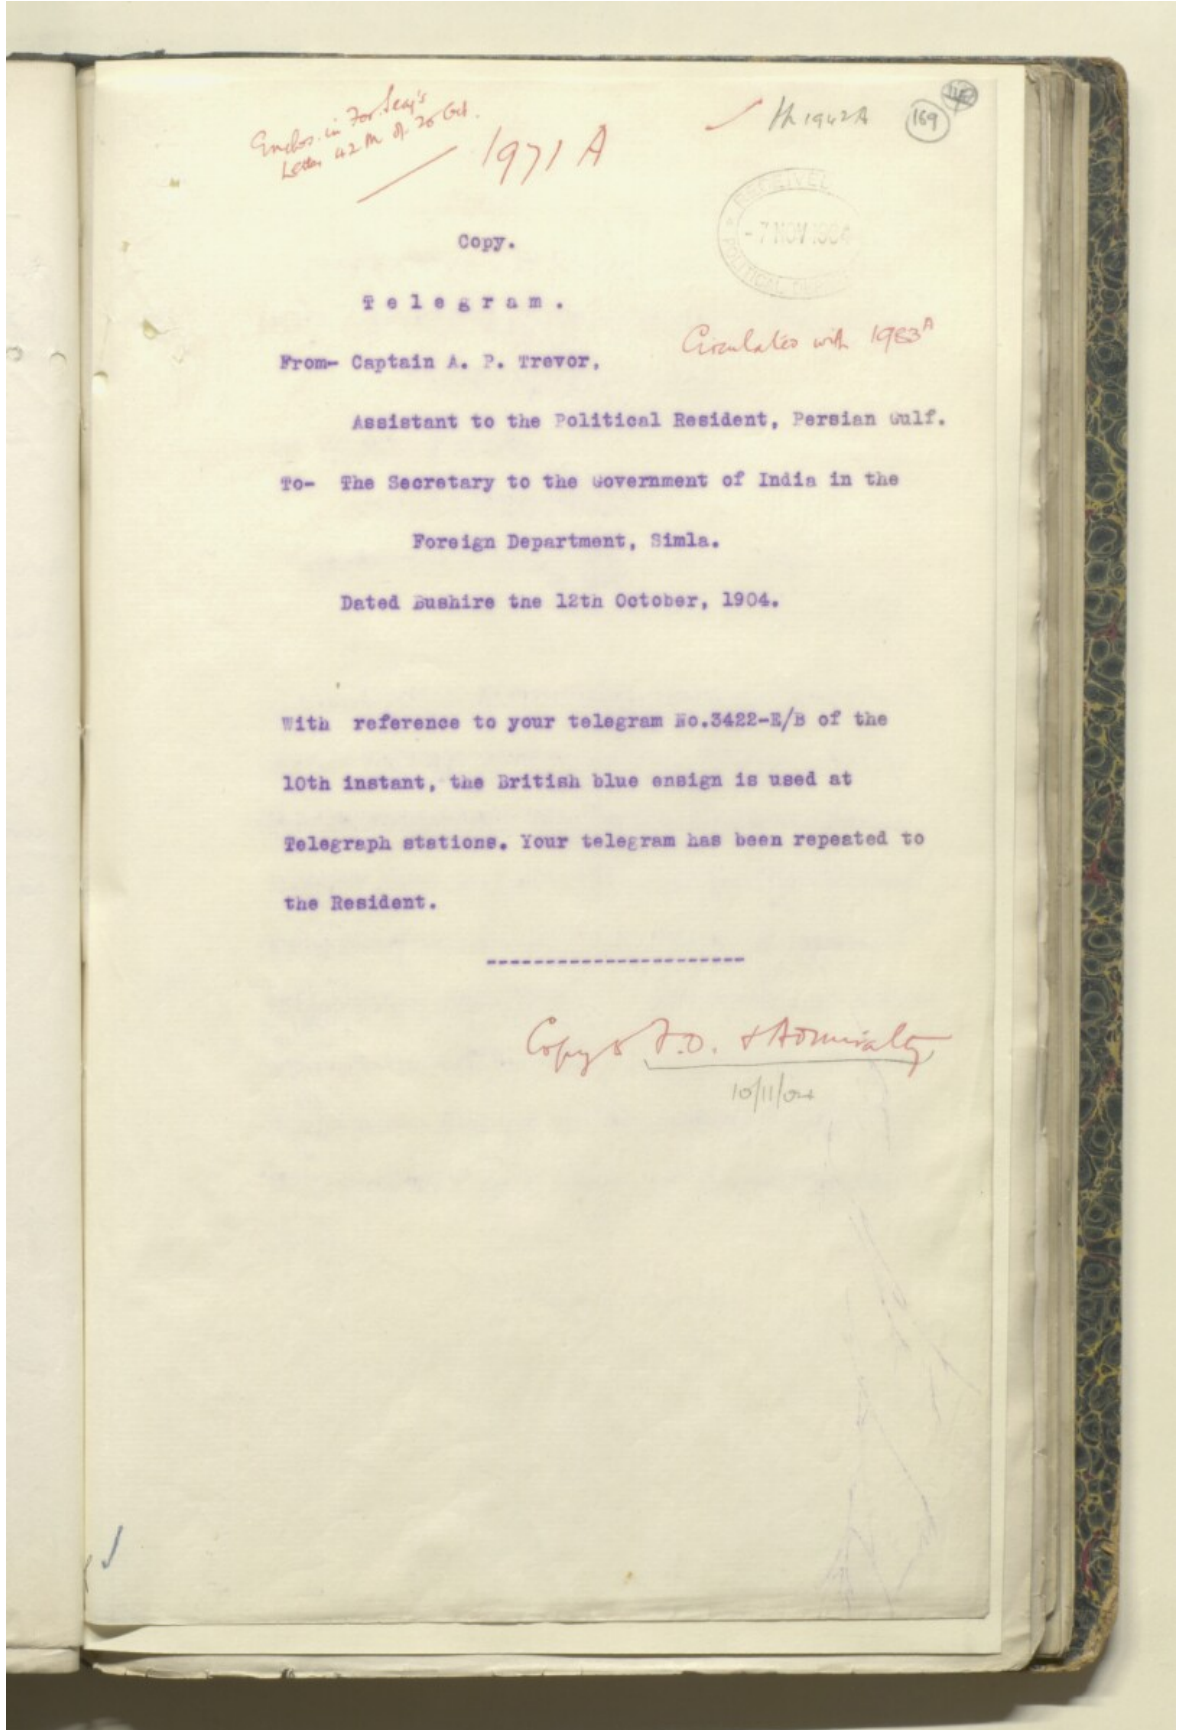 Enclos. in For. Secy's
Letter 42 M of 20 Oct.
1971 A
1942A
169
RECEIVED
- 7 NOV 1904
POLITICAL DEPT
Copy.
Telegram.
Circulates with 1983A
From- Captain A. P. Trevor,
Assistant to the Political Resident, Persian Gulf.
To- The Secretary to the Government of India in the
Foreign Department, Simla.
Dated Bushire the 12th October, 1904.
With reference to your telegram No.3422-E/B of the
10th instant, the British blue ensign is used at
Telegraph stations. Your telegram has been repeated to
the Resident.
Copy to F.O. & Admiralty
10/11/04